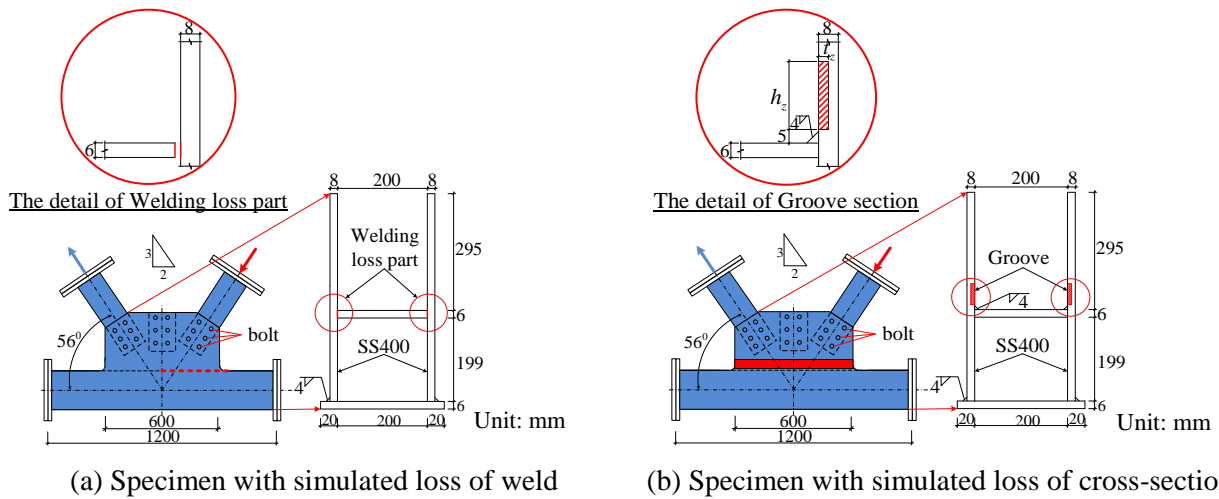 8
6
The detail of Welding loss part
8
200
8
Welding
loss part
295
6
SS400
199
4
6
20
200
20
Unit: mm
3
2
56⁰
bolt
600
1200
(a) Specimen with simulated loss of weld
8
t_z
h_z
4
5
6
The detail of Groove section
8
200
8
Groove
295
4
6
SS400
199
4
6
20
200
20
Unit: mm
3
2
56⁰
bolt
600
1200
(b) Specimen with simulated loss of cross-sectio